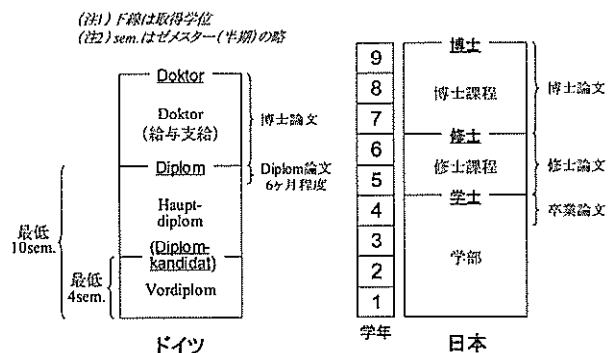 (注1) 下線は取得学位
(注2) sem.はゼメスター(半期)の略
Doktor
Doktor
(給与支給)
博士論文
Diplom
Diplom論文
6ヶ月程度
Haupt-
diplom
最低
10sem.
(Diplom-
kandidat)
最低
4sem.
Vordiplom
ドイツ
9
8
7
6
5
4
3
2
1
学年
博士
博士課程
博士論文
修士
修士課程
修士論文
学士
卒業論文
学部
日本